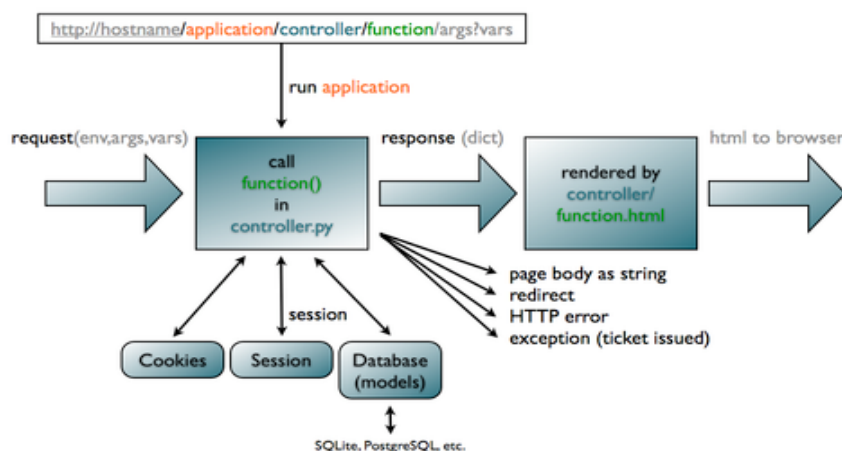 http://hostname/application/controller/function/args?vars
run application
request(env,args,vars)
call
function()
in
controller.py
response (dict)
rendered by
controller/
function.html
html to browser
page body as string
redirect
HTTP error
exception (ticket issued)
session
Cookies
Session
Database
(models)
SQLite, PostgreSQL, etc.